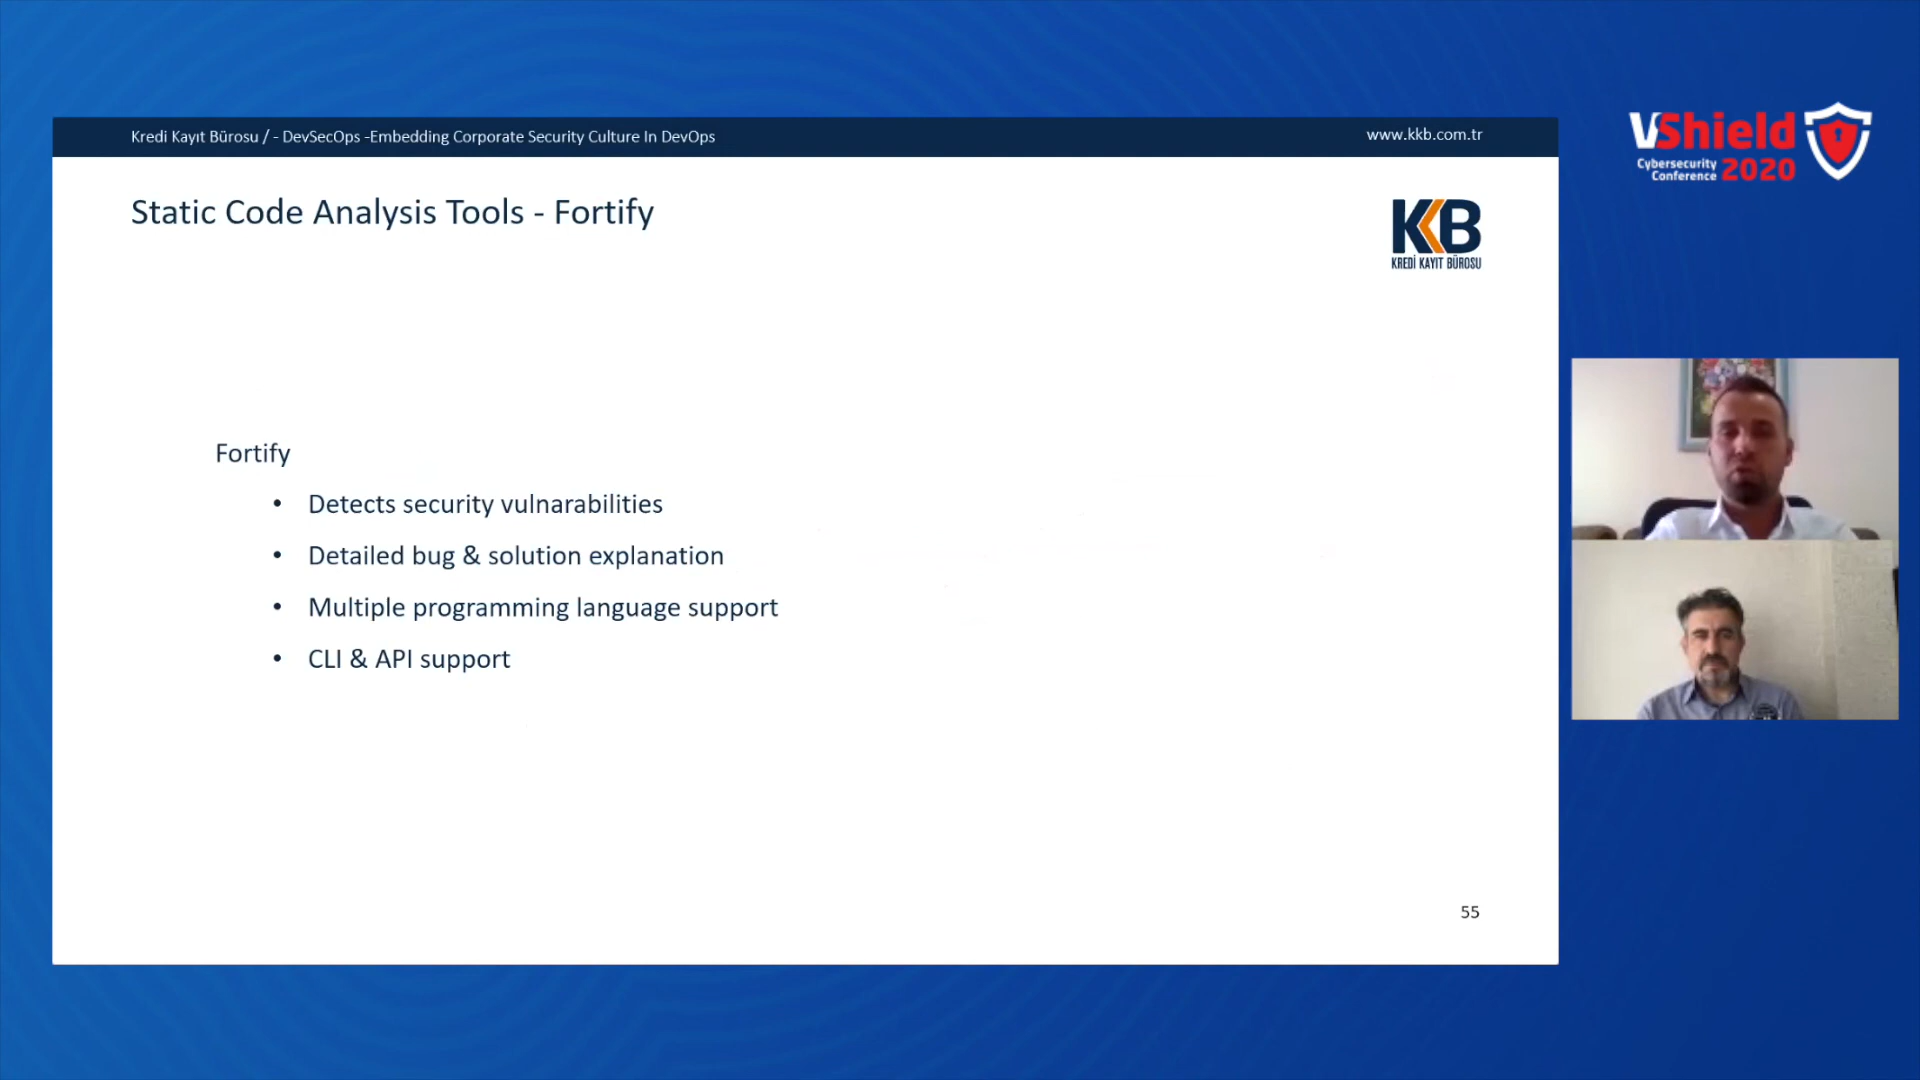 Kredi Kayıt Bürosu / - DevSecOps -Embedding Corporate Security Culture In DevOps
www.kkb.com.tr
VShield
Cybersecurity
Conference 2020
Static Code Analysis Tools - Fortify
KKB
KREDİ KAYIT BÜROSU
Fortify
• Detects security vulnarabilities
• Detailed bug & solution explanation
• Multiple programming language support
• CLI & API support
55